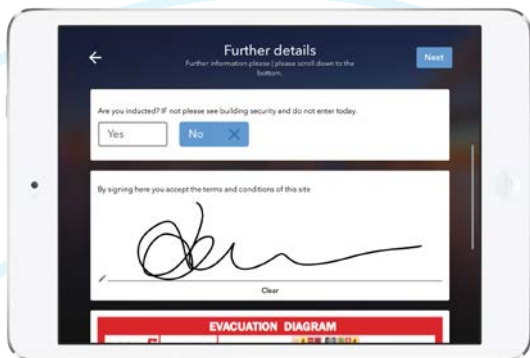 Further details
Next
Further information please | please scroll down to the
bottom.
Are you inducted? IF not please see building security and do not enter today.
Yes
No
By signing here you accept the terms and conditions of this site
Clear
EVACUATION DIAGRAM